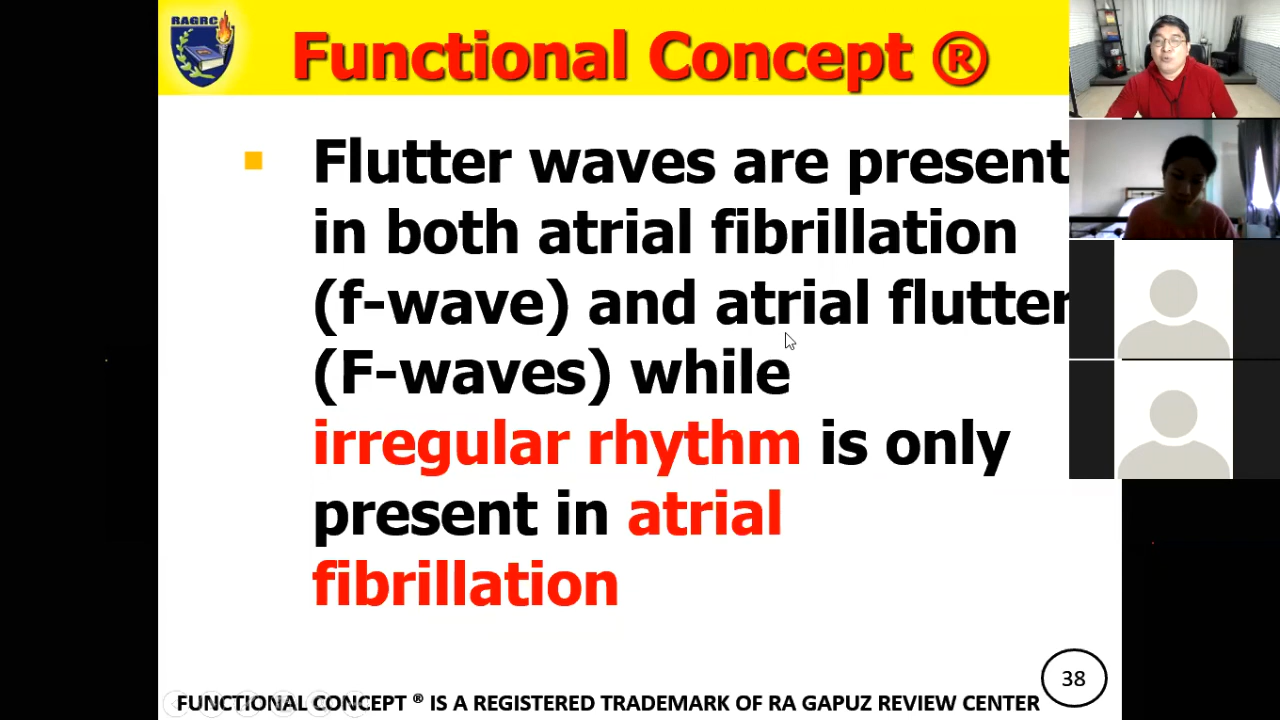 RAGRC
Functional Concept ®
Flutter waves are present
in both atrial fibrillation
(f-wave) and atrial flutter
(F-waves) while
irregular rhythm is only
present in atrial
fibrillation
38
FUNCTIONAL CONCEPT ® IS A REGISTERED TRADEMARK OF RA GAPUZ REVIEW CENTER